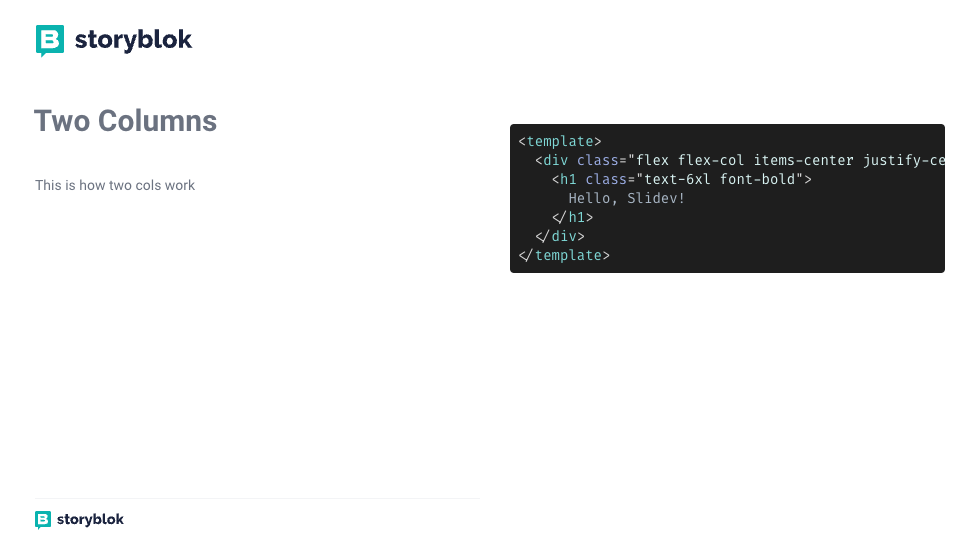 storyblok
Two Columns
This is how two cols work
<template>
  <div class="flex flex-col items-center justify-ce
    <h1 class="text-6xl font-bold">
      Hello, Slidev!
    </h1>
  </div>
</template>
storyblok